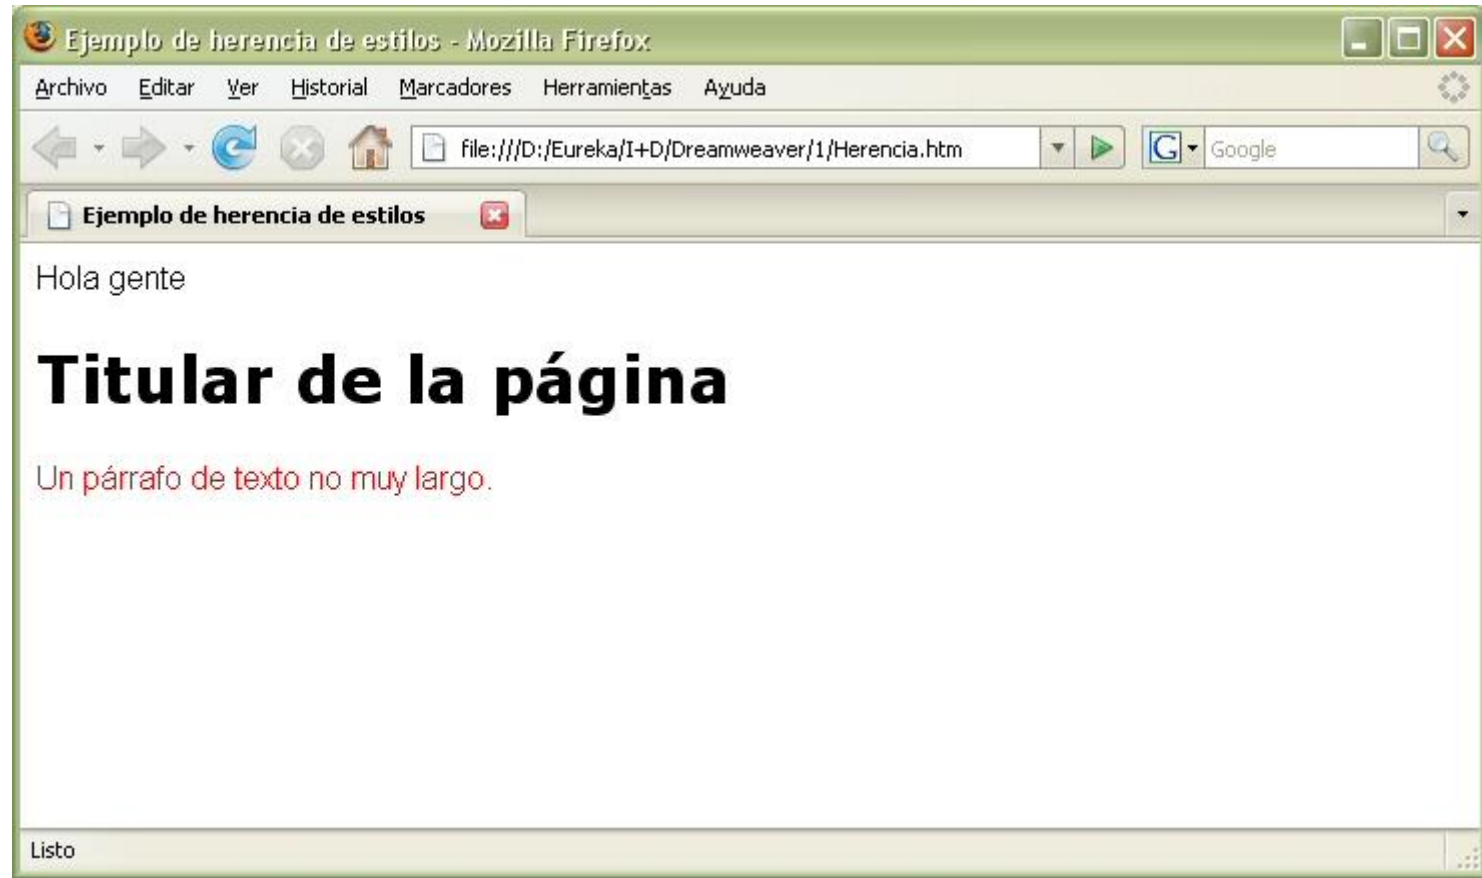 Ejemplo de herencia de estilos - Mozilla Firefox
Archivo Editar Ver Historial Marcadores Herramientas Ayuda
file:///D:/Eureka/I+D/Dreamweaver/1/Herencia.htm G Google
Ejemplo de herencia de estilos
Hola gente
Titular de la página
Un párrafo de texto no muy largo.
Listo